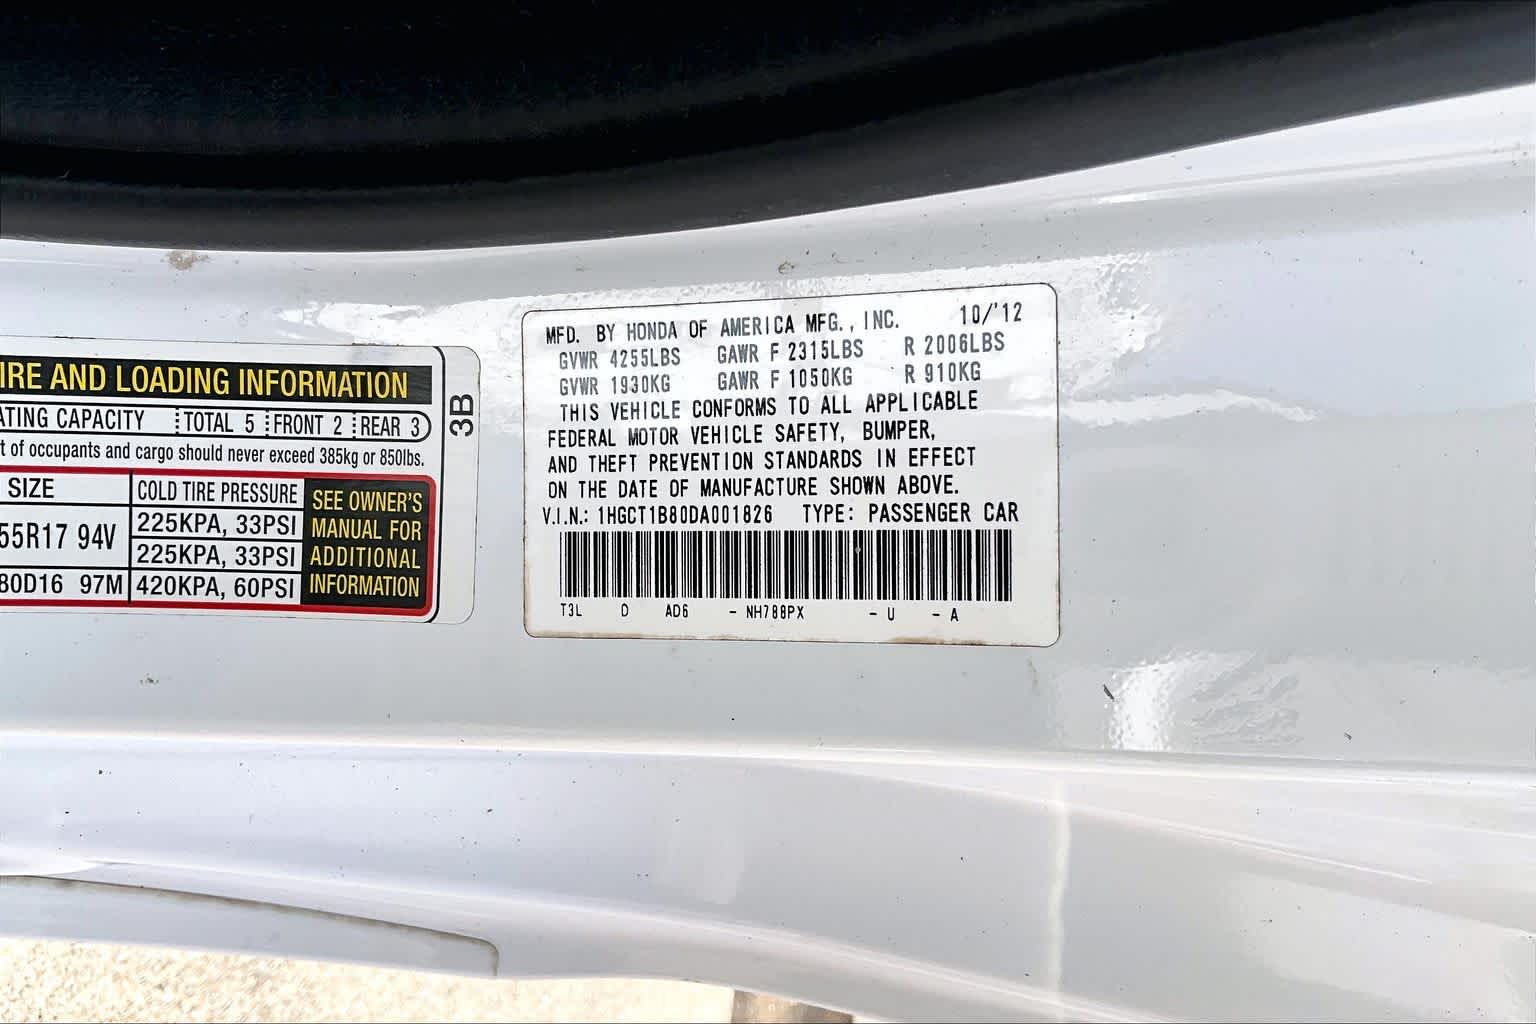 IRE AND LOADING INFORMATION
ATING CAPACITY TOTAL 5 FRONT 2 REAR 3
t of occupants and cargo should never exceed 385kg or 850lbs.
SIZE COLD TIRE PRESSURE
55R17 94V 225KPA, 33PSI
225KPA, 33PSI
80D16 97M 420KPA, 60PSI
SEE OWNER'S
MANUAL FOR
ADDITIONAL
INFORMATION
3B
MFD. BY HONDA OF AMERICA MFG., INC. 10/'12
GVWR 4255LBS GAWR F 2315LBS R 2006LBS
GVWR 1930KG GAWR F 1050KG R 910KG
THIS VEHICLE CONFORMS TO ALL APPLICABLE
FEDERAL MOTOR VEHICLE SAFETY, BUMPER,
AND THEFT PREVENTION STANDARDS IN EFFECT
ON THE DATE OF MANUFACTURE SHOWN ABOVE.
V.I.N.: 1HGCT1B80DA001826 TYPE: PASSENGER CAR
T3L D AD6 - NH788PX - U - A